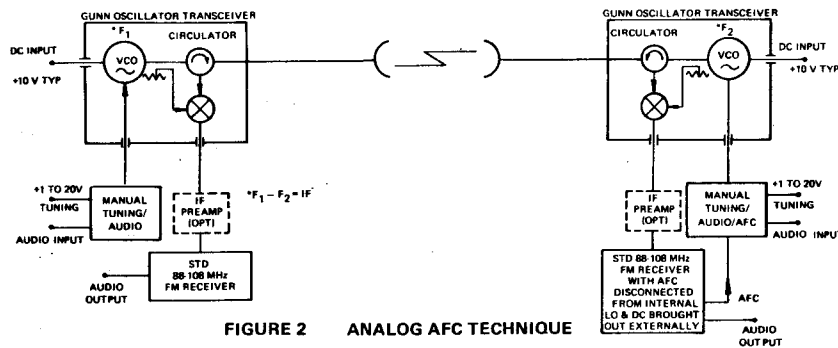 GUNN OSCILLATOR TRANSCEIVER
*F1
CIRCULATOR
DC INPUT
+10 V TYP
VCO
+1 TO 20V
TUNING
AUDIO INPUT
MANUAL
TUNING/
AUDIO
IF
PREAMP
(OPT)
*F1 – F2 = IF
AUDIO
OUTPUT
STD
88-108 MHz
FM RECEIVER
GUNN OSCILLATOR TRANSCEIVER
CIRCULATOR
*F2
VCO
DC INPUT
+10 V TYP
IF
PREAMP
(OPT)
MANUAL
TUNING/
AUDIO/AFC
+1 TO 20V
TUNING
AUDIO INPUT
STD 88-108 MHz
FM RECEIVER
WITH AFC
DISCONNECTED
FROM INTERNAL
LO & DC BROUGHT
OUT EXTERNALLY
AFC
AUDIO
OUTPUT
FIGURE 2 ANALOG AFC TECHNIQUE